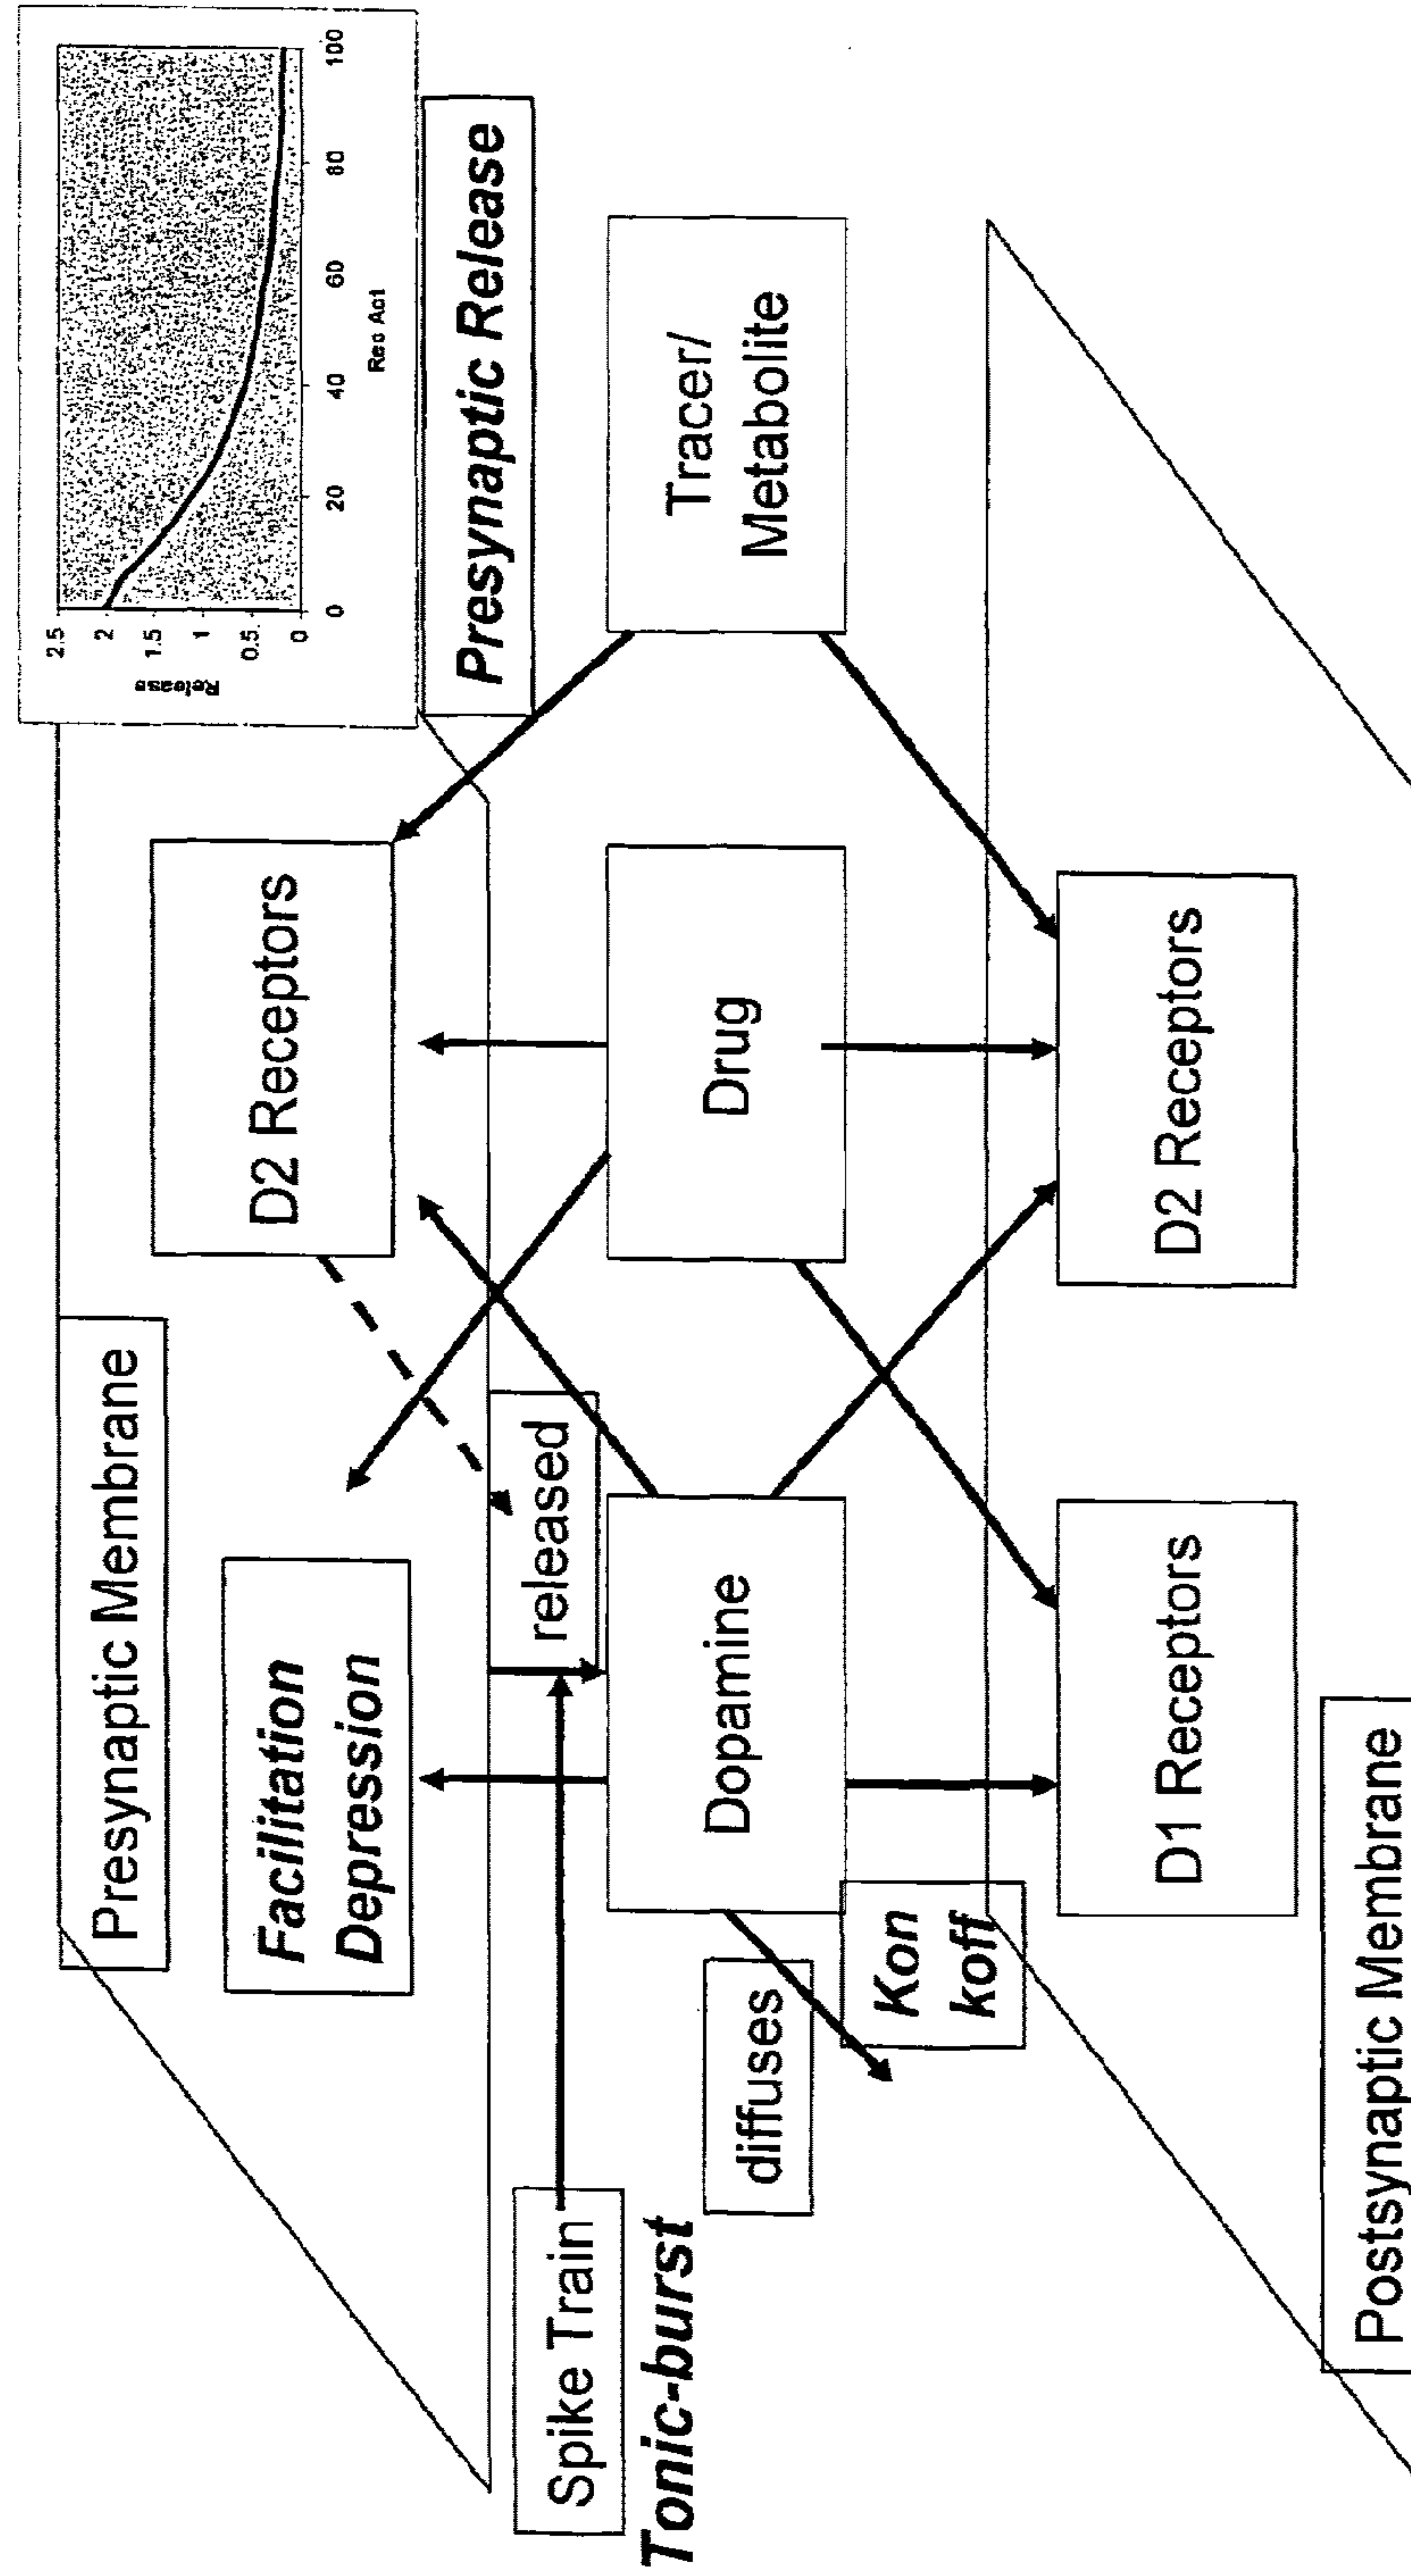 Presynaptic Membrane
2.5
2
1.5
1
0.5
0
Release
0
20
40
60
80
100
Rec Act
Presynaptic Release
Facilitation
Depression
D2 Receptors
released
Spike Train
Tonic-burst
Dopamine
Drug
Tracer/
Metabolite
diffuses
Kon
koff
D1 Receptors
D2 Receptors
Postsynaptic Membrane